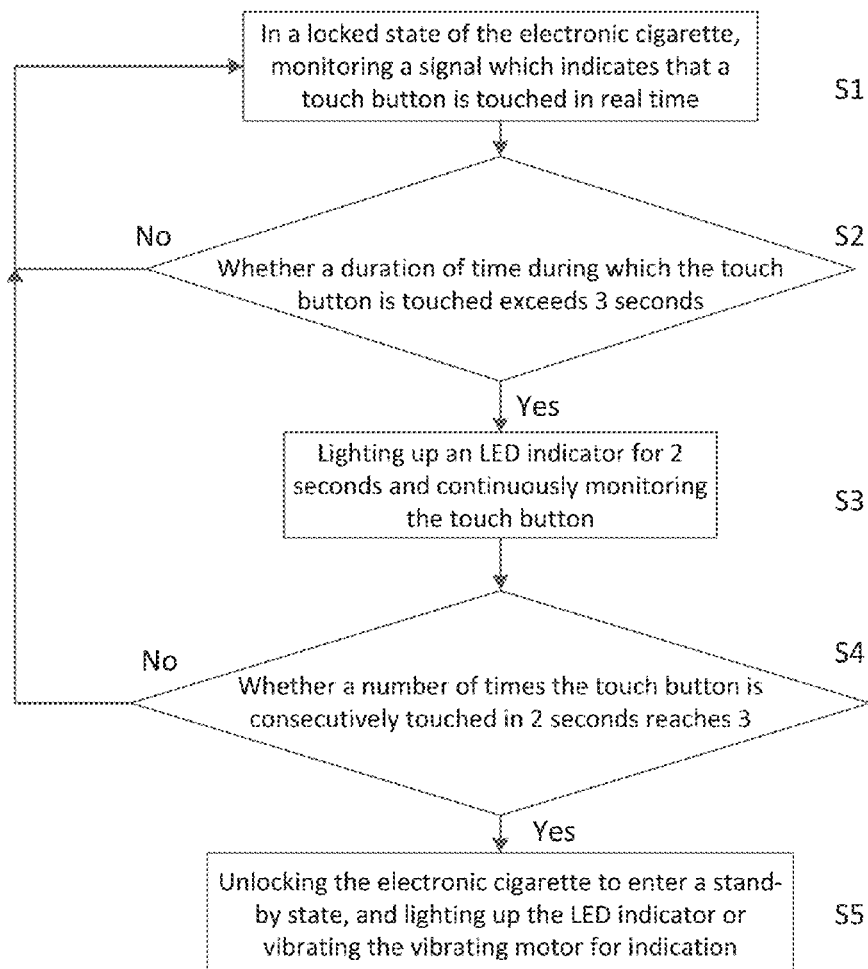 In a locked state of the electronic cigarette,
monitoring a signal which indicates that a
touch button is touched in real time
S1
No
S2
Whether a duration of time during which the touch
button is touched exceeds 3 seconds
Yes
Lighting up an LED indicator for 2
seconds and continuously monitoring
the touch button
S3
No
S4
Whether a number of times the touch button is
consecutively touched in 2 seconds reaches 3
Yes
Unlocking the electronic cigarette to enter a stand-
by state, and lighting up the LED indicator or
vibrating the vibrating motor for indication
S5